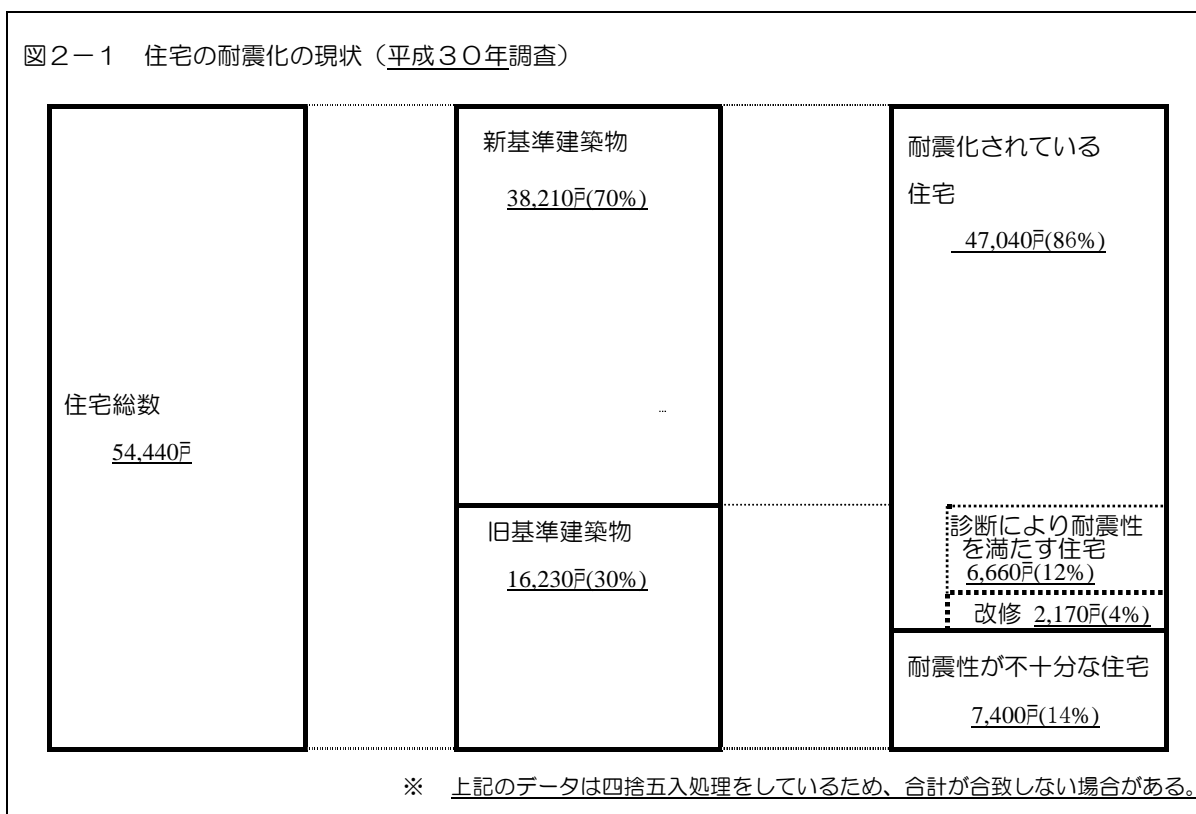 図２－１　住宅の耐震化の現状（平成３０年調査）
住宅総数
54,440戸
新基準建築物
38,210戸(70%)
...
旧基準建築物
16,230戸(30%)
耐震化されている
住宅
47,040戸(86%)
診断により耐震性
を満たす住宅
6,660戸(12%)
改修 2,170戸(4%)
耐震性が不十分な住宅
7,400戸(14%)
※　上記のデータは四捨五入処理をしているため、合計が合致しない場合がある。